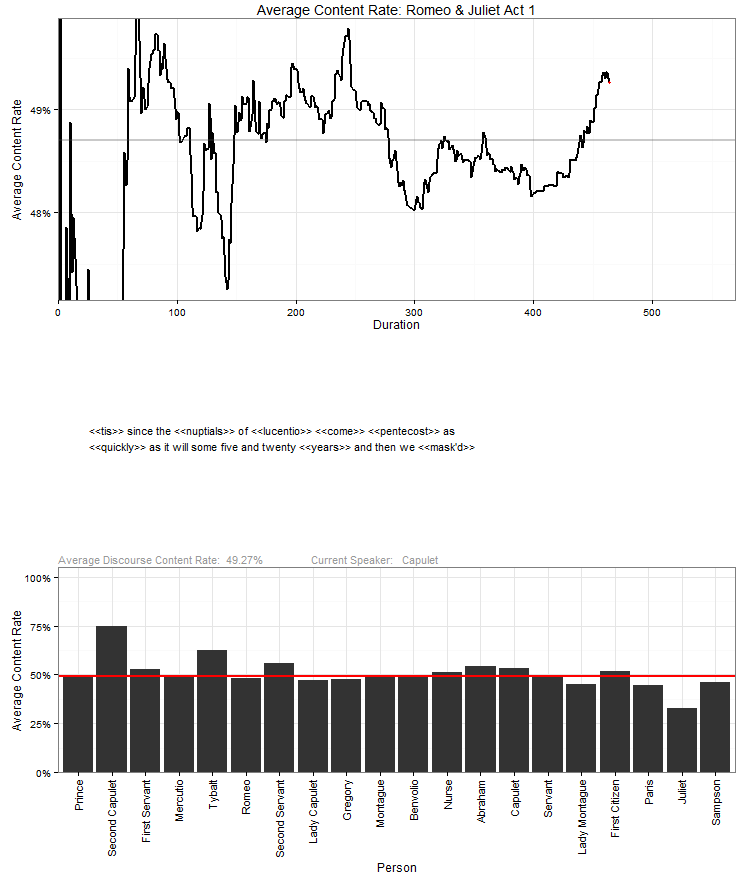 Average Content Rate: Romeo & Juliet Act 1
Average Content Rate
49%
48%
0 100 200 300 400 500
Duration
<<tis>> since the <<nuptials>> of <<lucentio>> <<come>> <<pentecost>> as
<<quickly>> as it will some five and twenty <<years>> and then we <<mask'd>>
Average Discourse Content Rate: 49.27% Current Speaker: Capulet
Average Content Rate
100%
75%
50%
25%
0%
Prince
Second Capulet
First Servant
Mercutio
Tybalt
Romeo
Second Servant
Lady Capulet
Gregory
Montague
Benvolio
Nurse
Abraham
Capulet
Servant
Lady Montague
First Citizen
Paris
Juliet
Sampson
Person